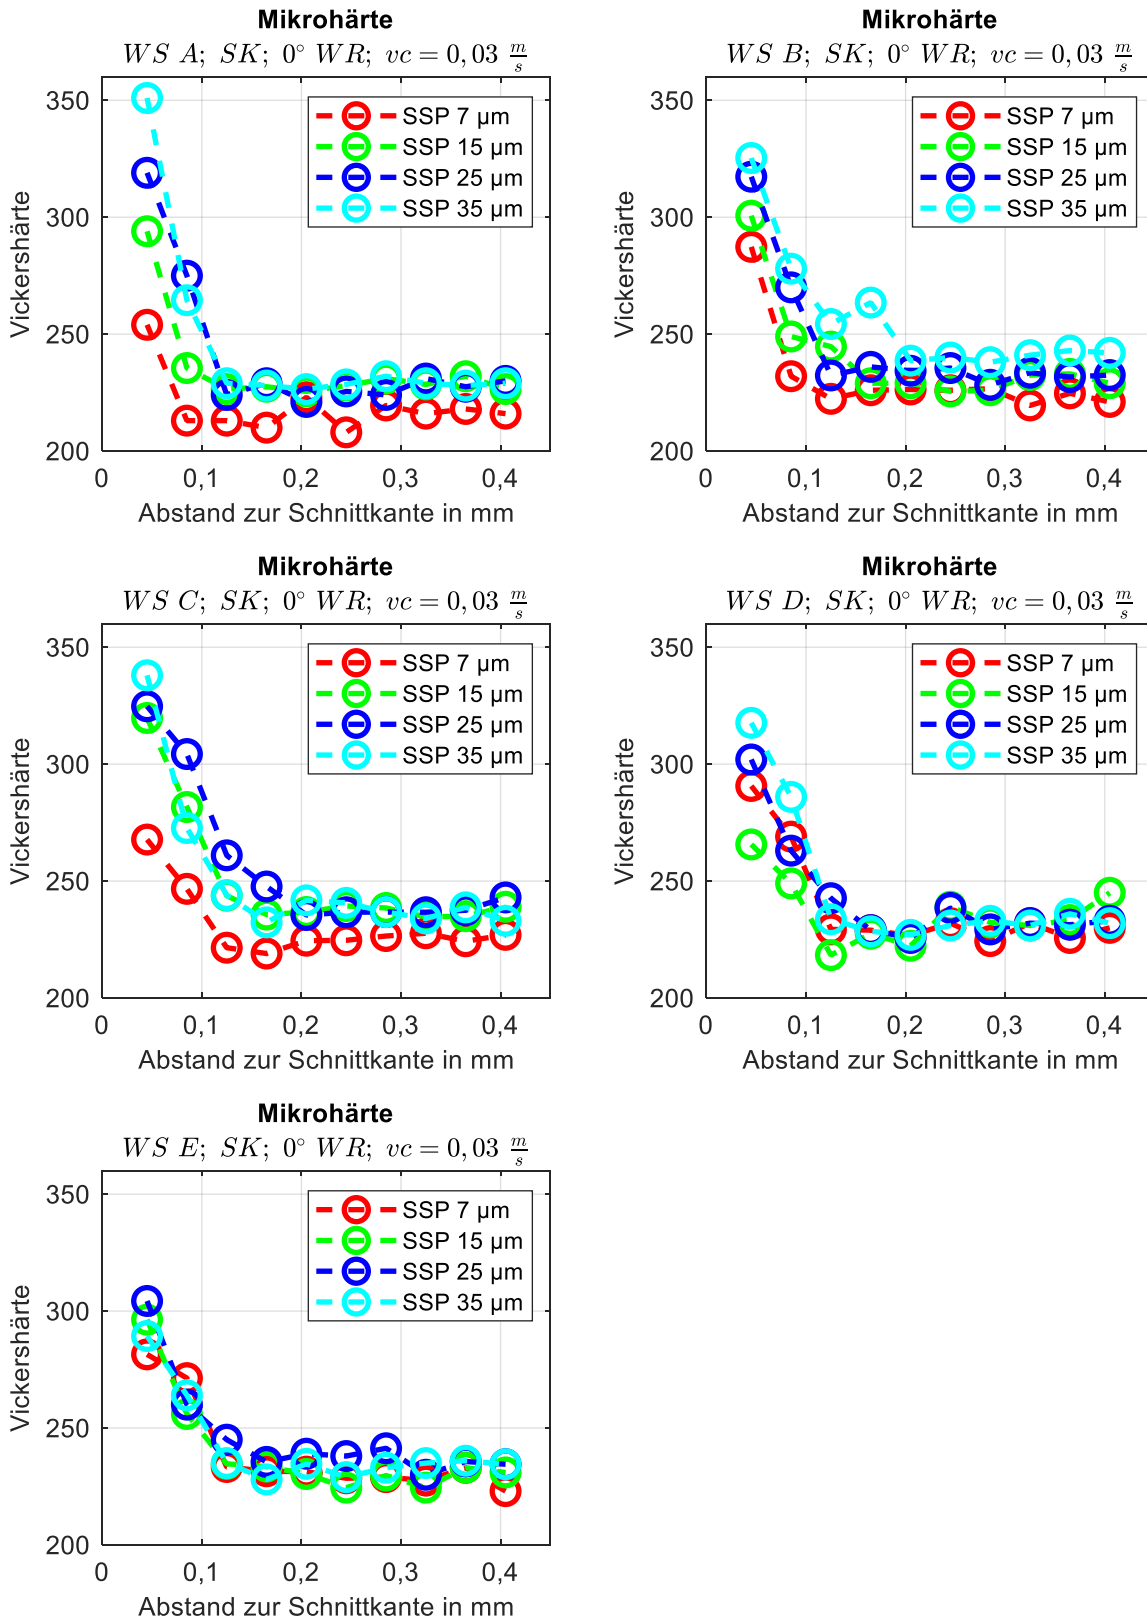 Mikrohärte
WS A; SK; 0° WR; vc = 0,03 m/s
350
300
250
200
0 0,1 0,2 0,3 0,4
Vickershärte
Abstand zur Schnittkante in mm
SSP 7 µm
SSP 15 µm
SSP 25 µm
SSP 35 µm
Mikrohärte
WS B; SK; 0° WR; vc = 0,03 m/s
350
300
250
200
0 0,1 0,2 0,3 0,4
Vickershärte
Abstand zur Schnittkante in mm
SSP 7 µm
SSP 15 µm
SSP 25 µm
SSP 35 µm
Mikrohärte
WS C; SK; 0° WR; vc = 0,03 m/s
350
300
250
200
0 0,1 0,2 0,3 0,4
Vickershärte
Abstand zur Schnittkante in mm
SSP 7 µm
SSP 15 µm
SSP 25 µm
SSP 35 µm
Mikrohärte
WS D; SK; 0° WR; vc = 0,03 m/s
350
300
250
200
0 0,1 0,2 0,3 0,4
Vickershärte
Abstand zur Schnittkante in mm
SSP 7 µm
SSP 15 µm
SSP 25 µm
SSP 35 µm
Mikrohärte
WS E; SK; 0° WR; vc = 0,03 m/s
350
300
250
200
0 0,1 0,2 0,3 0,4
Vickershärte
Abstand zur Schnittkante in mm
SSP 7 µm
SSP 15 µm
SSP 25 µm
SSP 35 µm